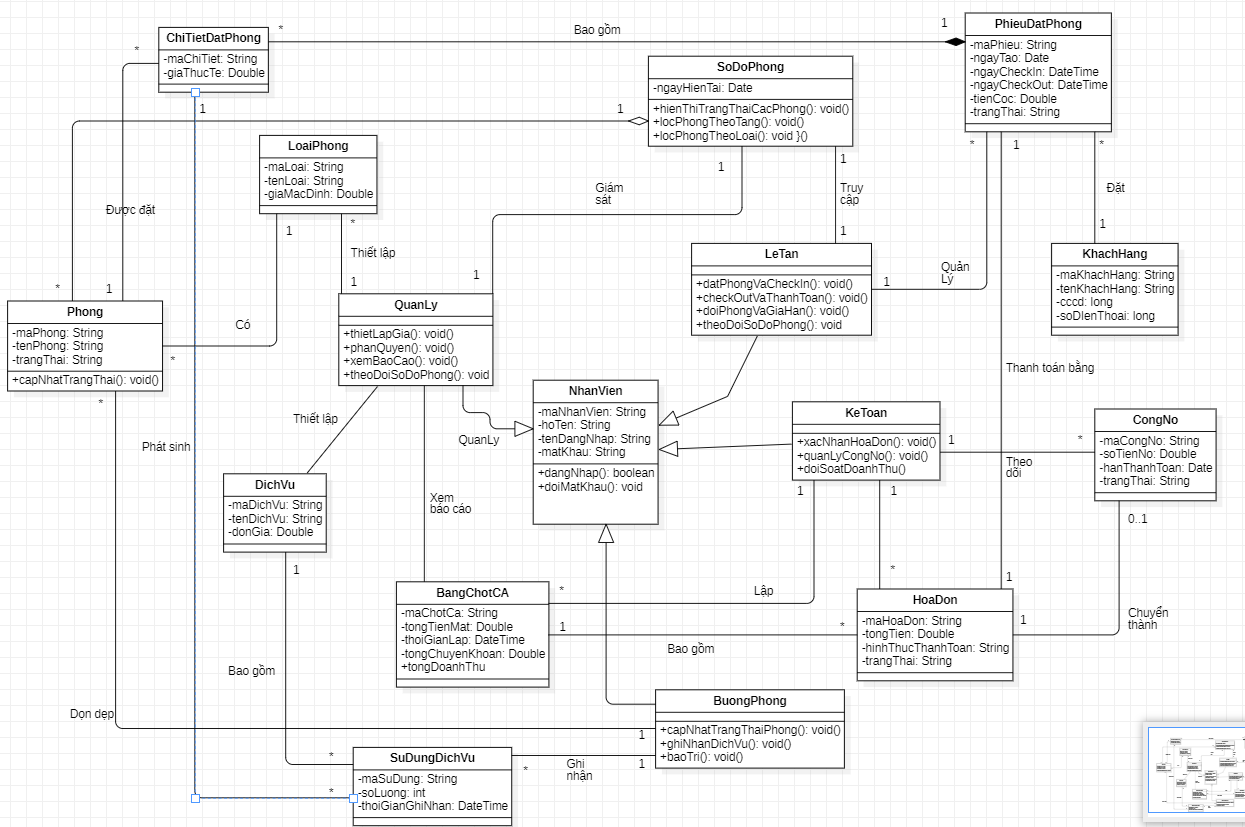 ChiTietDatPhong
-maChiTiet: String
-giaThucTe: Double
*
*
1
Bao gồm
1
PhieuDatPhong
-maPhieu: String
-ngayTao: Date
-ngayCheckIn: DateTime
-ngayCheckOut: DateTime
-tienCoc: Double
-trangThai: String
*
1
*
SoDoPhong
-ngayHienTai: Date
+hienThiTrangThaiCacPhong(): void()
+locPhongTheoTang(): void()
+locPhongTheoLoai(): void }()
1
1
1
LoaiPhong
-maLoai: String
-tenLoai: String
-giaMacDinh: Double
1
*
Thiết lập
1
Được đặt
Giám
sát
1
Truy
cập
1
Đặt
1
*
1
Phong
-maPhong: String
-tenPhong: String
-trangThai: String
+capNhatTrangThai(): void()
*
*
Có
QuanLy
+thietLapGia(): void()
+phanQuyen(): void()
+xemBaoCao(): void()
+theoDoiSoDoPhong(): void
LeTan
+datPhongVaCheckIn(): void()
+checkOutVaThanhToan(): void()
+doiPhongVaGiaHan(): void()
+theoDoiSoDoPhong(): void
1
Quản
Lý
KhachHang
-maKhachHang: String
-tenKhachHang: String
-cccd: long
-soDIenThoai: long
Thanh toán bằng
Thiết lập
Phát sinh
QuanLy
NhanVien
-maNhanVien: String
-hoTen: String
-tenDangNhap: String
-matKhau: String
+dangNhap(): boolean
+doiMatKhau(): void
KeToan
+xacNhanHoaDon(): void()
+quanLyCongNo(): void()
+doiSoatDoanhThu()
1
*
Theo
dõi
1
1
CongNo
-maCongNo: String
-soTienNo: Double
-hanThanhToan: Date
-trangThai: String
0..1
DichVu
-maDichVu: String
-tenDichVu: String
-donGia: Double
1
Xem
báo cáo
BangChotCA
-maChotCa: String
-tongTienMat: Double
-thoiGianLap: DateTime
-tongChuyenKhoan: Double
+tongDoanhThu
*
Lập
1
Bao gồm
*
*
1
HoaDon
-maHoaDon: String
-tongTien: Double
-hinhThucThanhToan: String
-trangThai: String
1
Chuyển
thành
Bao gồm
Dọn dẹp
BuongPhong
+capNhatTrangThaiPhong(): void()
+ghiNhanDichVu(): void()
+baoTri(): void()
1
1
Ghi
nhận
*
*
*
SuDungDichVu
-maSuDung: String
-soLuong: int
-thoiGianGhiNhan: DateTime